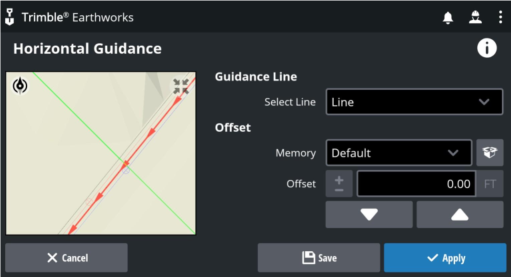 Trimble® Earthworks
Horizontal Guidance
Guidance Line
Select Line Line
Offset
Memory Default
Offset 0.00 FT
Cancel Save Apply